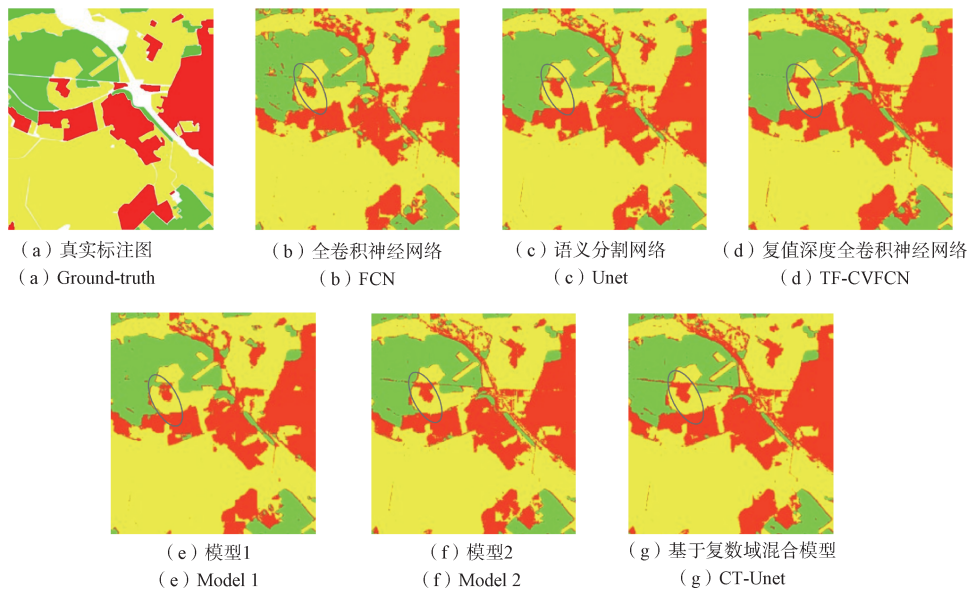 （a）真实标注图
（a）Ground-truth
（b）全卷积神经网络
（b）FCN
（c）语义分割网络
（c）Unet
（d）复值深度全卷积神经网络
（d）TF-CVFCN
（e）模型1
（e）Model 1
（f）模型2
（f）Model 2
（g）基于复数域混合模型
（g）CT-Unet